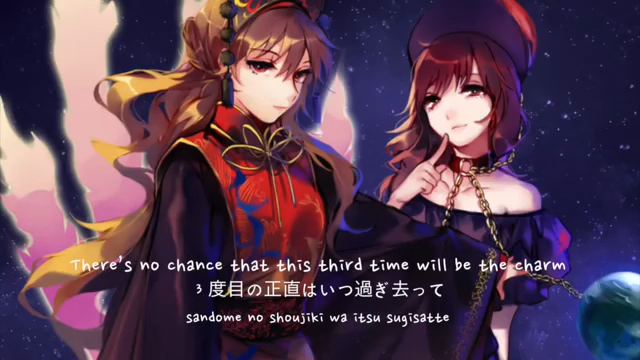 There's no chance that this third time will be the charm
3度目の正直はいつ過ぎ去って
sandome no shoujiki wa itsu sugisatte